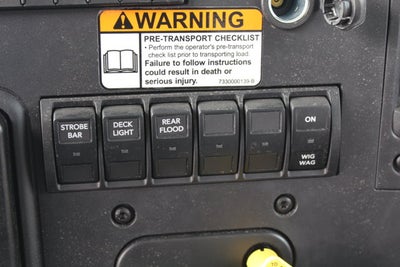 WARNING
PRE-TRANSPORT CHECKLIST
• Perform the operator's pre-transport
check list prior to transporting load.
Failure to follow instructions
could result in death or
serious injury.
7330000139-B
STROBE
BAR
DECK
LIGHT
REAR
FLOOD
ON
WIG
WAG